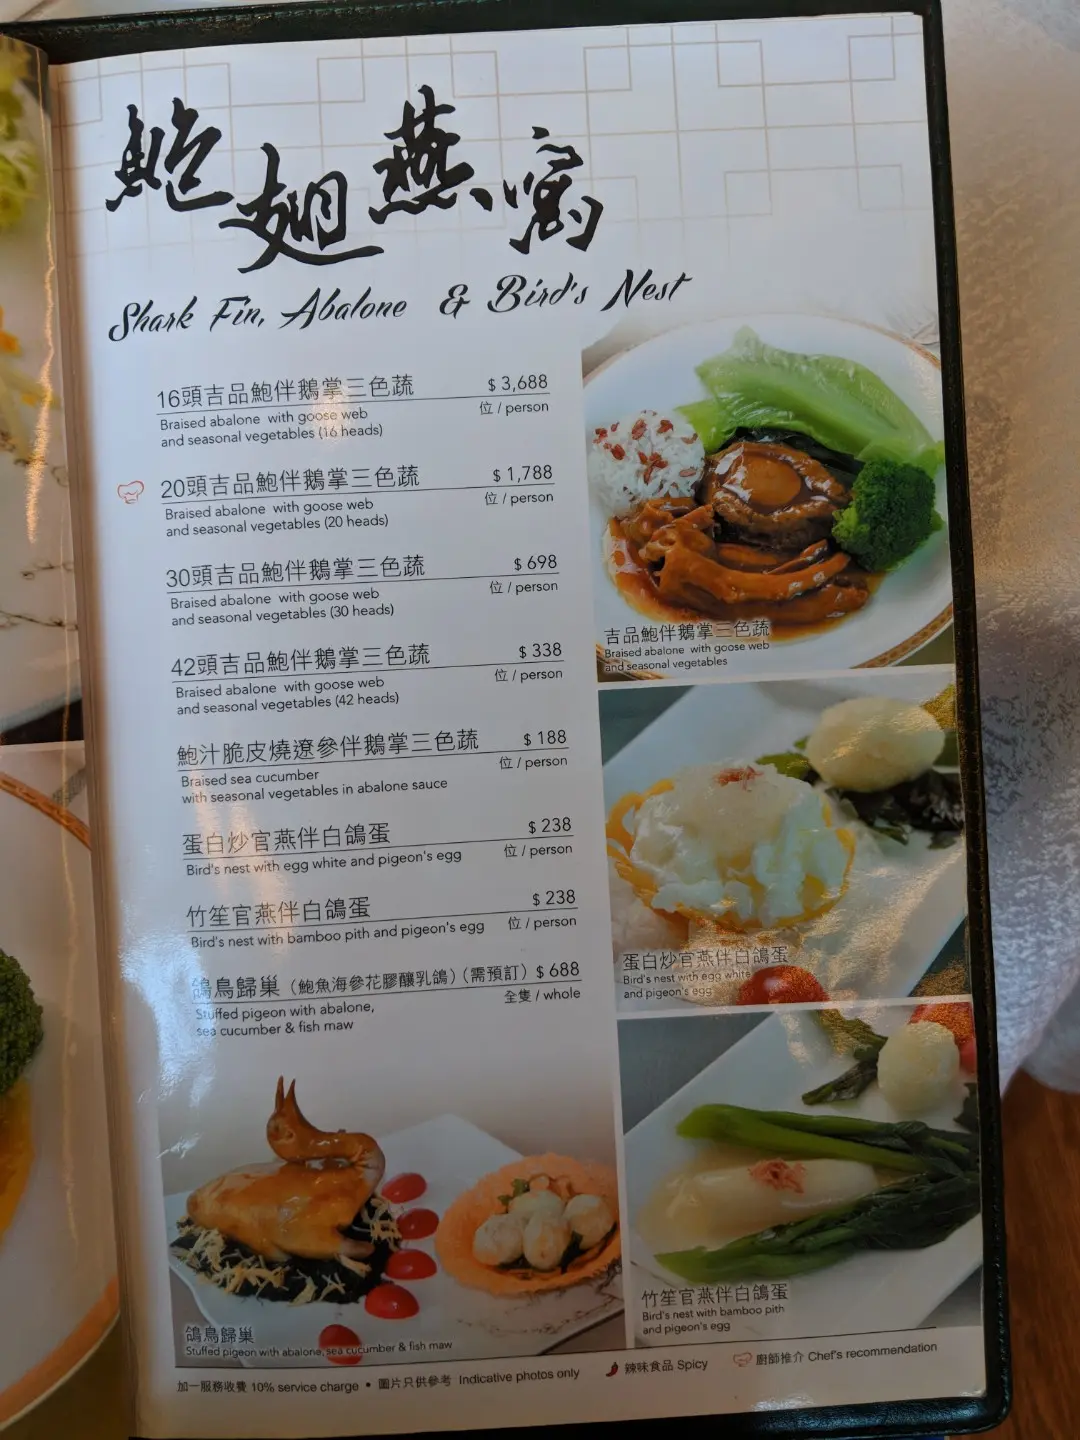 鮑翅燕窩
Shark Fin, Abalone & Bird's Nest
16頭吉品鮑伴鵝掌三色蔬 $ 3,688
Braised abalone with goose web 位 / person
and seasonal vegetables (16 heads)
20頭吉品鮑伴鵝掌三色蔬 $ 1,788
Braised abalone with goose web 位 / person
and seasonal vegetables (20 heads)
30頭吉品鮑伴鵝掌三色蔬 $ 698
Braised abalone with goose web 位 / person
and seasonal vegetables (30 heads)
42頭吉品鮑伴鵝掌三色蔬 $ 338
Braised abalone with goose web 位 / person
and seasonal vegetables (42 heads)
鮑汁脆皮燒遼參伴鵝掌三色蔬 $ 188
Braised sea cucumber 位 / person
with seasonal vegetables in abalone sauce
蛋白炒官燕伴白鴿蛋 $ 238
Bird's nest with egg white and pigeon's egg 位 / person
竹笙官燕伴白鴿蛋 $ 238
Bird's nest with bamboo pith and pigeon's egg 位 / person
鴿鳥歸巢（鮑魚海參花膠釀乳鴿）（需預訂） $ 688
Stuffed pigeon with abalone, 全隻 / whole
sea cucumber & fish maw
吉品鮑伴鵝掌三色蔬
Braised abalone with goose web
and seasonal vegetables
蛋白炒官燕伴白鴿蛋
Bird's nest with egg white
and pigeon's egg
竹笙官燕伴白鴿蛋
Bird's nest with bamboo pith
and pigeon's egg
鴿鳥歸巢
Stuffed pigeon with abalone, sea cucumber & fish maw
加一服務收費 10% service charge • 圖片只供參考 Indicative photos only 辣味食品 Spicy 廚師推介 Chef's recommendation